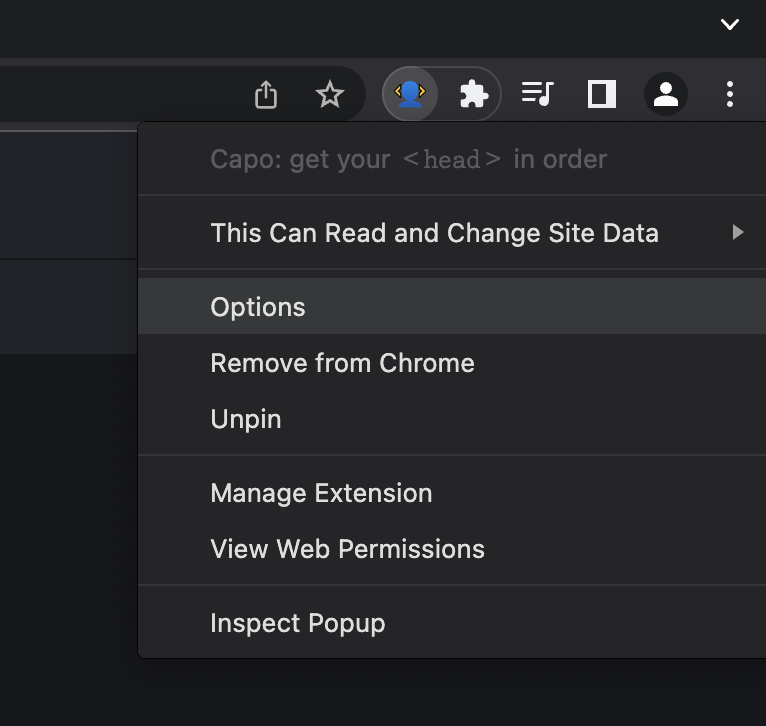 Capo: get your <head> in order
This Can Read and Change Site Data
Options
Remove from Chrome
Unpin
Manage Extension
View Web Permissions
Inspect Popup